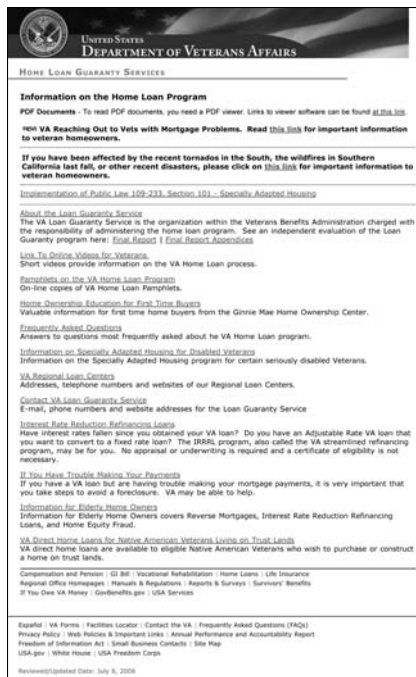 UNITED STATES
DEPARTMENT OF VETERANS AFFAIRS
HOME LOAN GUARANTY SERVICES
Information on the Home Loan Program
PDF Documents - To read PDF documents, you need a PDF viewer. Links to viewer software can be found at this link.
NEW! VA Reaching Out to Vets with Mortgage Problems. Read this link for important information
to veteran homeowners.
If you have been affected by the recent tornados in the South, the wildfires in Southern
California last fall, or other recent disasters, please click on this link for important information to
veteran homeowners.
Implementation of Public Law 109-233, Section 101 - Specially Adapted Housing
About the Loan Guaranty Service
The VA Loan Guaranty Service is the organization within the Veterans Benefits Administration charged with
the responsibility of administering the home loan program. See an independent evaluation of the Loan
Guaranty program here: Final Report | Final Report Appendices
Link To Online Videos for Veterans
Short videos provide information on the VA Home Loan process.
Pamphlets on the VA Home Loan Program
On-line copies of VA Home Loan Pamphlets.
Home Ownership Education for First Time Buyers
Valuable information for first time home buyers from the Ginnie Mae Home Ownership Center.
Frequently Asked Questions
Answers to questions most frequently asked about he VA Home Loan program.
Information on Specially Adapted Housing for Disabled Veterans
Information on the Specially Adapted Housing program for certain seriously disabled Veterans.
VA Regional Loan Centers
Addresses, telephone numbers and websites of our Regional Loan Centers.
Contact VA Loan Guaranty Service
E-mail, phone numbers and website addresses for the Loan Guaranty Service
Interest Rate Reduction Refinancing Loans
Have interest rates fallen since you obtained your VA loan? Do you have an Adjustable Rate VA loan that
you want to convert to a fixed rate loan? The IRRRL program, also called the VA streamlined refinancing
program, may be for you. No appraisal or underwriting is required and a certificate of eligibility is not
necessary.
If You Have Trouble Making Your Payments
If you have a VA loan but are having trouble making your mortgage payments, it is very important that
you take steps to avoid a foreclosure. VA may be able to help.
Information for Elderly Home Owners
Information for Elderly Home Owners covers Reverse Mortgages, Interest Rate Reduction Refinancing
Loans, and Home Equity Fraud.
VA Direct Home Loans for Native American Veterans Living on Trust Lands
VA direct home loans are available to eligible Native American Veterans who wish to purchase or construct
a home on trust lands.
Compensation and Pension | GI Bill | Vocational Rehabilitation | Home Loans | Life Insurance
Regional Office Homepages | Manuals & Regulations | Reports & Surveys | Survivors' Benefits
If You Owe VA Money | GovBenefits.gov | USA Services
Español | VA Forms | Facilities Locator | Contact the VA | Frequently Asked Questions (FAQs)
Privacy Policy | Web Policies & Important Links | Annual Performance and Accountability Report
Freedom of Information Act | Small Business Contacts | Site Map
USA.gov | White House | USA Freedom Corps
Reviewed/Updated Date: July 8, 2008